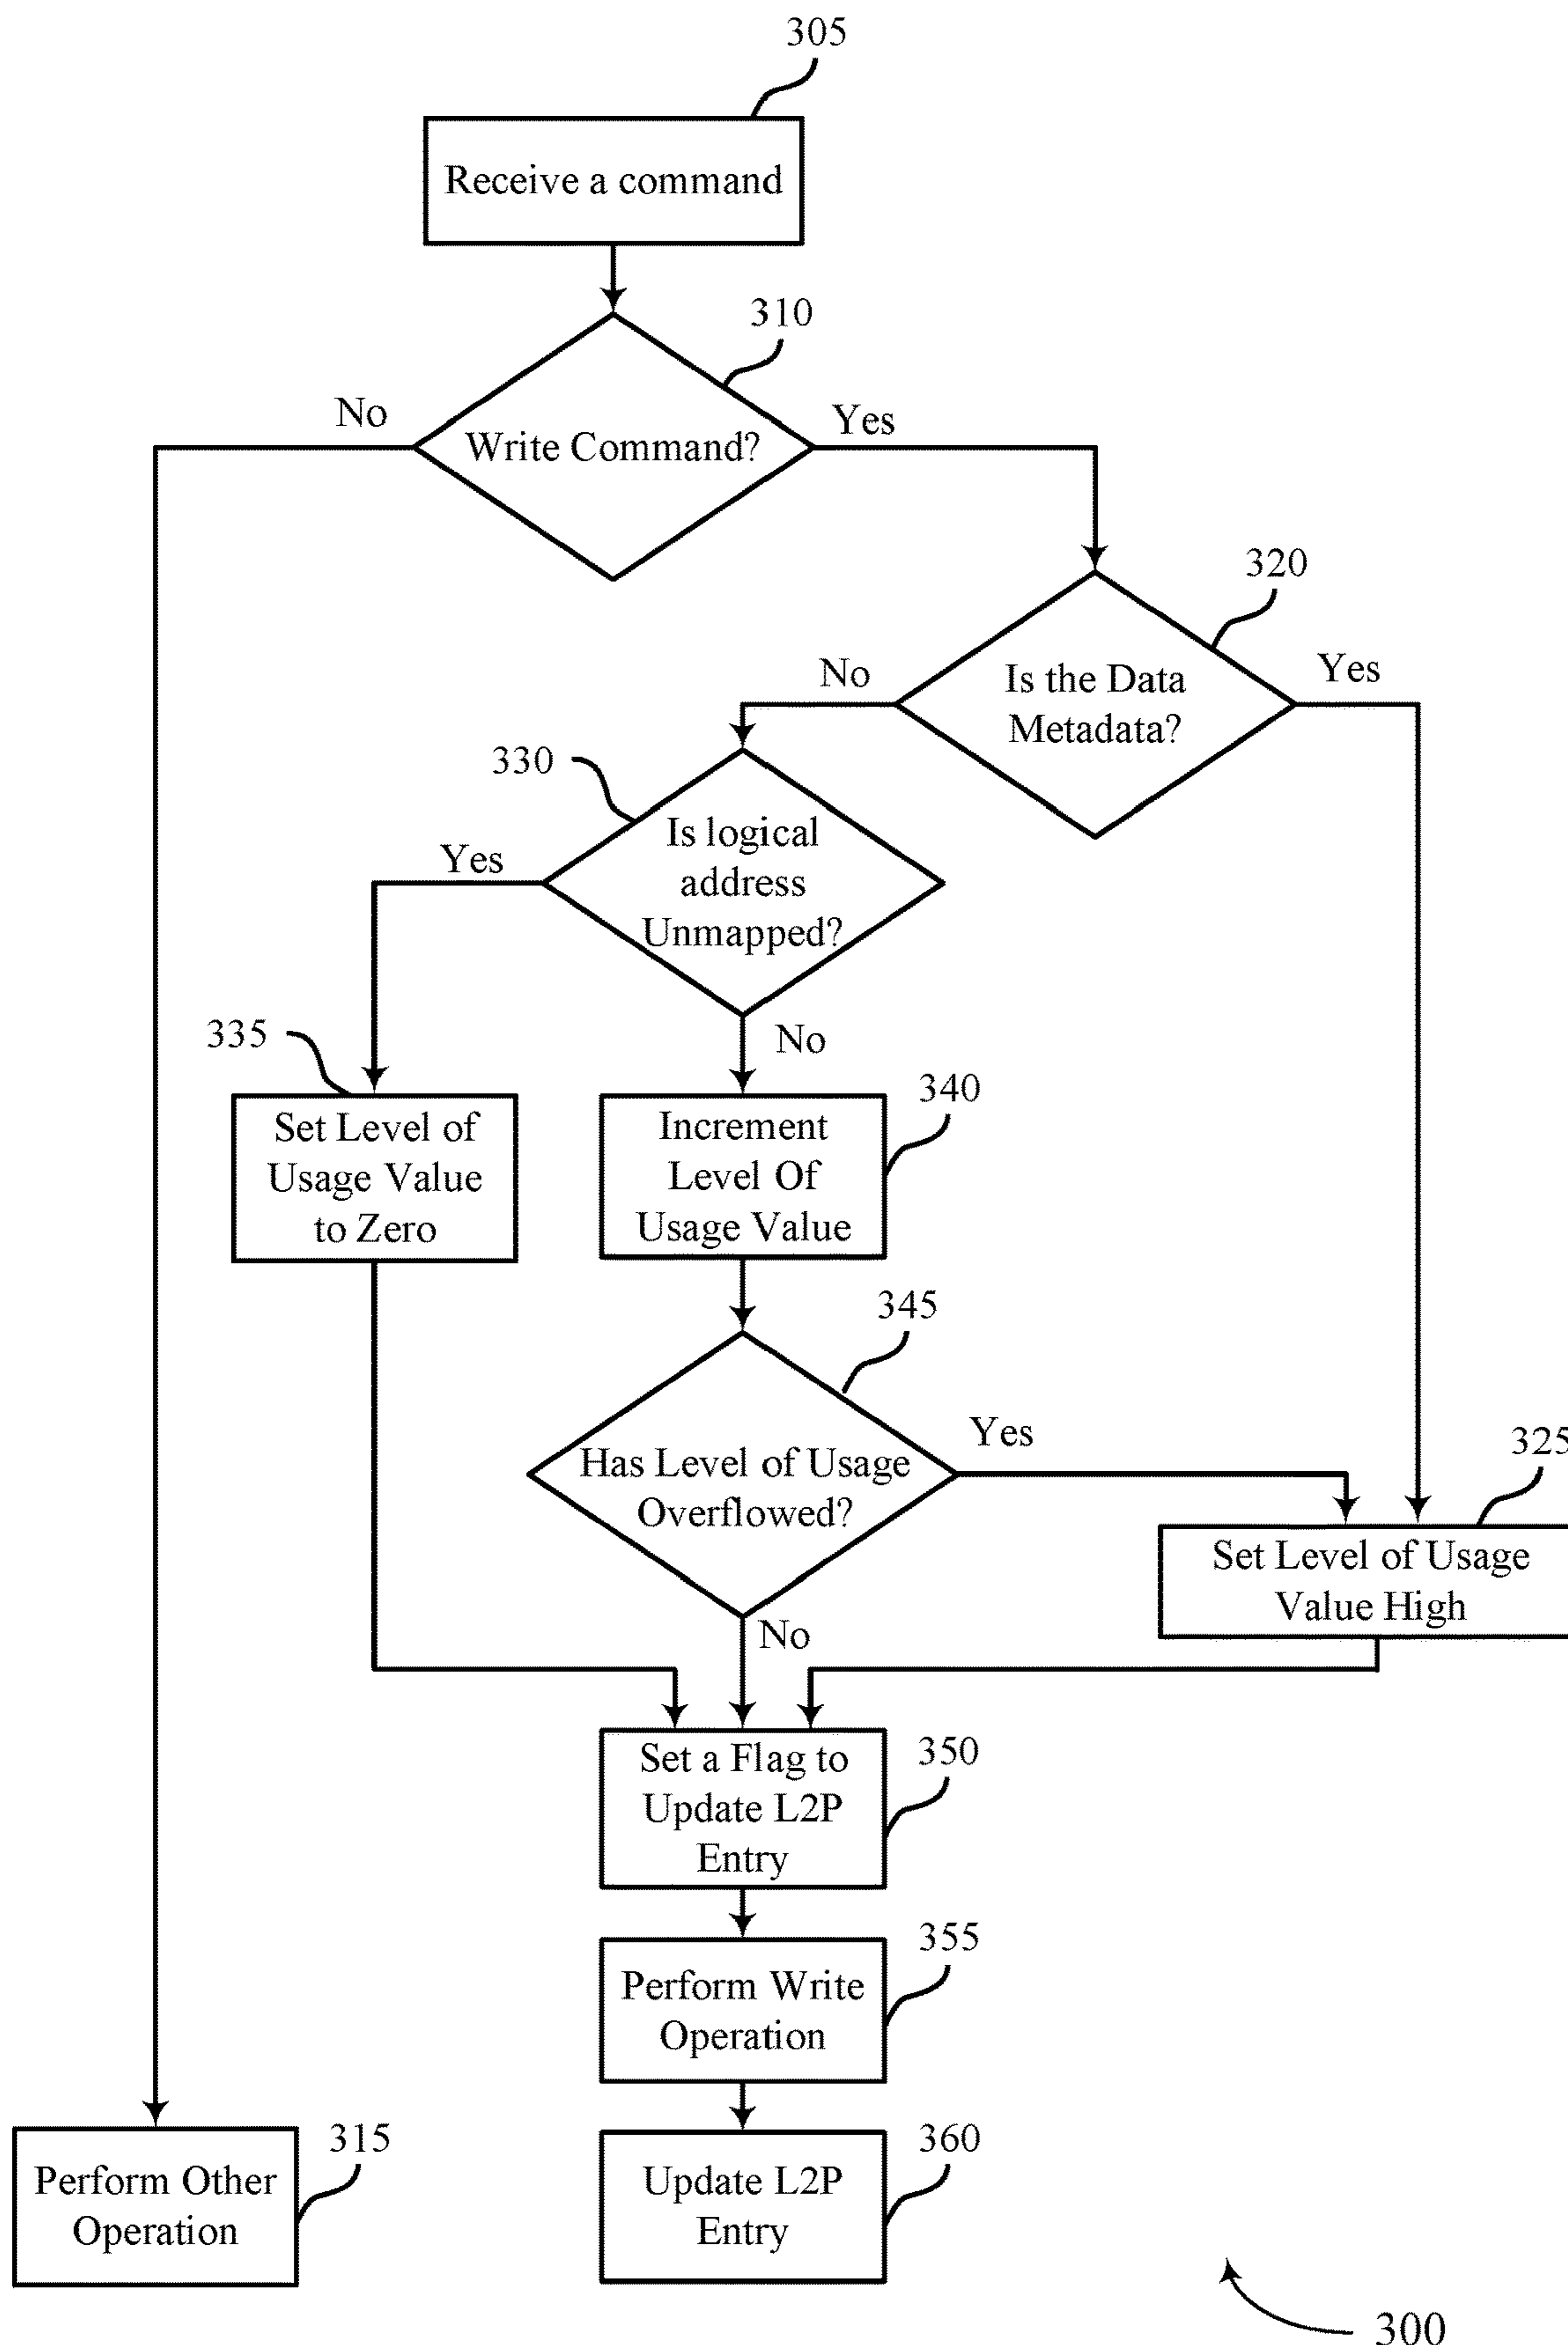 305
Receive a command
310
No
Yes
Write Command?
320
No
Yes
Is the Data
Metadata?
330
Is logical
address
Unmapped?
Yes
335
No
340
Set Level of
Usage Value
to Zero
Increment
Level Of
Usage Value
345
Yes
Has Level of Usage
Overflowed?
325
Set Level of Usage
Value High
No
350
Set a Flag to
Update L2P
Entry
355
Perform Write
Operation
315
360
Perform Other
Operation
Update L2P
Entry
300